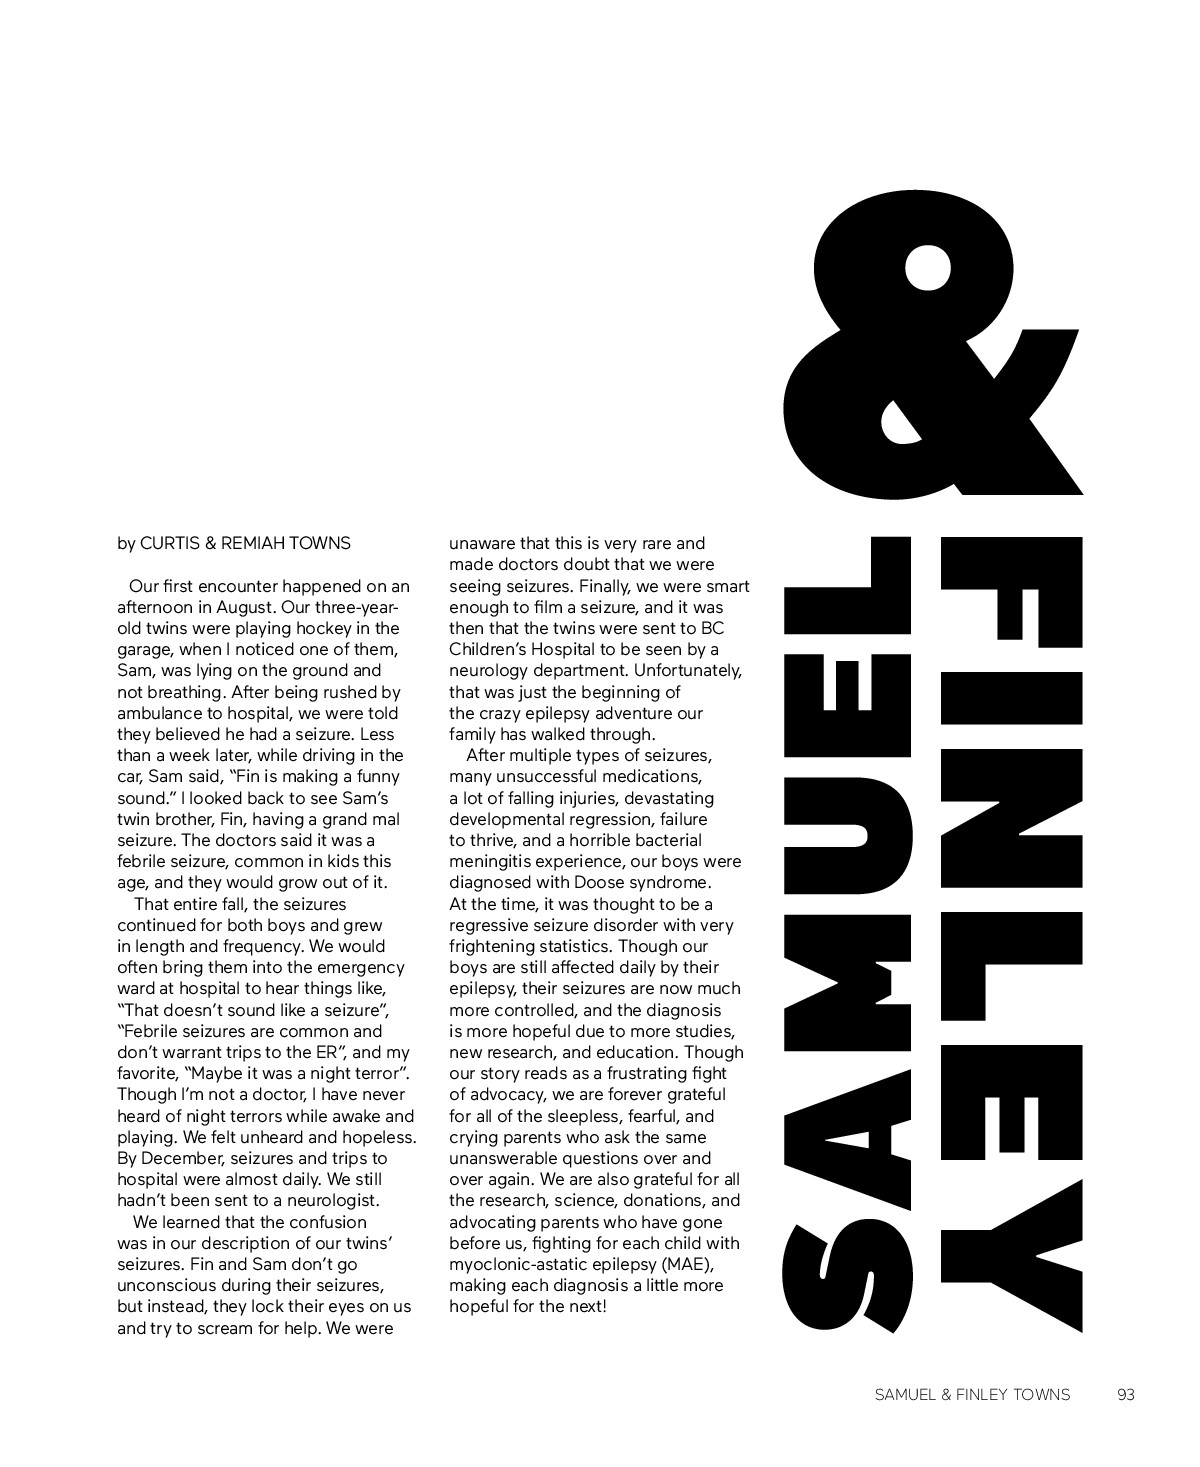 by CURTIS & REMIAH TOWNS
Our first encounter happened on an
afternoon in August. Our three-year-
old twins were playing hockey in the
garage, when I noticed one of them,
Sam, was lying on the ground and
not breathing. After being rushed by
ambulance to hospital, we were told
they believed he had a seizure. Less
than a week later, while driving in the
car, Sam said, “Fin is making a funny
sound.” I looked back to see Sam’s
twin brother, Fin, having a grand mal
seizure. The doctors said it was a
febrile seizure, common in kids this
age, and they would grow out of it.
That entire fall, the seizures
continued for both boys and grew
in length and frequency. We would
often bring them into the emergency
ward at hospital to hear things like,
“That doesn’t sound like a seizure”,
“Febrile seizures are common and
don’t warrant trips to the ER”, and my
favorite, “Maybe it was a night terror”.
Though I’m not a doctor, I have never
heard of night terrors while awake and
playing. We felt unheard and hopeless.
By December, seizures and trips to
hospital were almost daily. We still
hadn’t been sent to a neurologist.
We learned that the confusion
was in our description of our twins’
seizures. Fin and Sam don’t go
unconscious during their seizures,
but instead, they lock their eyes on us
and try to scream for help. We were
unaware that this is very rare and
made doctors doubt that we were
seeing seizures. Finally, we were smart
enough to film a seizure, and it was
then that the twins were sent to BC
Children’s Hospital to be seen by a
neurology department. Unfortunately,
that was just the beginning of
the crazy epilepsy adventure our
family has walked through.
After multiple types of seizures,
many unsuccessful medications,
a lot of falling injuries, devastating
developmental regression, failure
to thrive, and a horrible bacterial
meningitis experience, our boys were
diagnosed with Doose syndrome.
At the time, it was thought to be a
regressive seizure disorder with very
frightening statistics. Though our
boys are still affected daily by their
epilepsy, their seizures are now much
more controlled, and the diagnosis
is more hopeful due to more studies,
new research, and education. Though
our story reads as a frustrating fight
of advocacy, we are forever grateful
for all of the sleepless, fearful, and
crying parents who ask the same
unanswerable questions over and
over again. We are also grateful for all
the research, science, donations, and
advocating parents who have gone
before us, fighting for each child with
myoclonic-astatic epilepsy (MAE),
making each diagnosis a little more
hopeful for the next!
SAMUEL
&
FINLEY
SAMUEL & FINLEY TOWNS 93